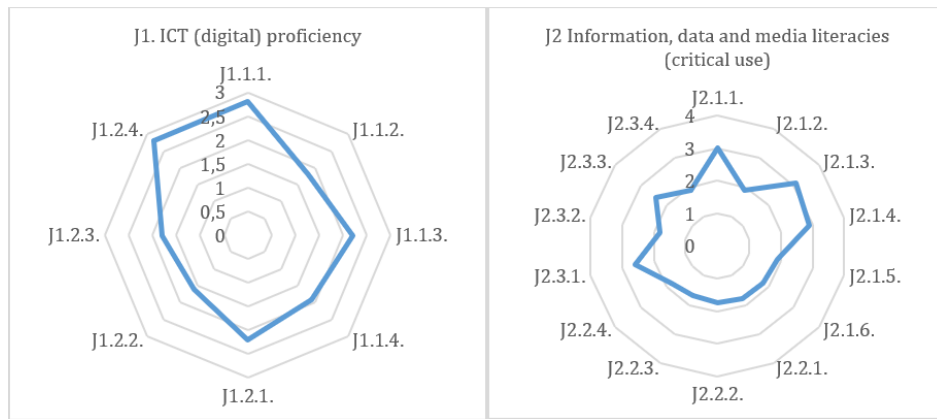 J1. ICT (digital) proficiency
J1.1.1.
3
J1.2.4.
2,5
J1.1.2.
2
1,5
1
0,5
J1.2.3.
0
J1.1.3.
J1.2.2.
J1.1.4.
J1.2.1.
J2 Information, data and media literacies
(critical use)
J2.1.1.
4
J2.3.4.
J2.1.2.
3
J2.3.3.
J2.1.3.
2
J2.3.2.
J2.1.4.
1
0
J2.3.1.
J2.1.5.
J2.2.4.
J2.1.6.
J2.2.3.
J2.2.1.
J2.2.2.